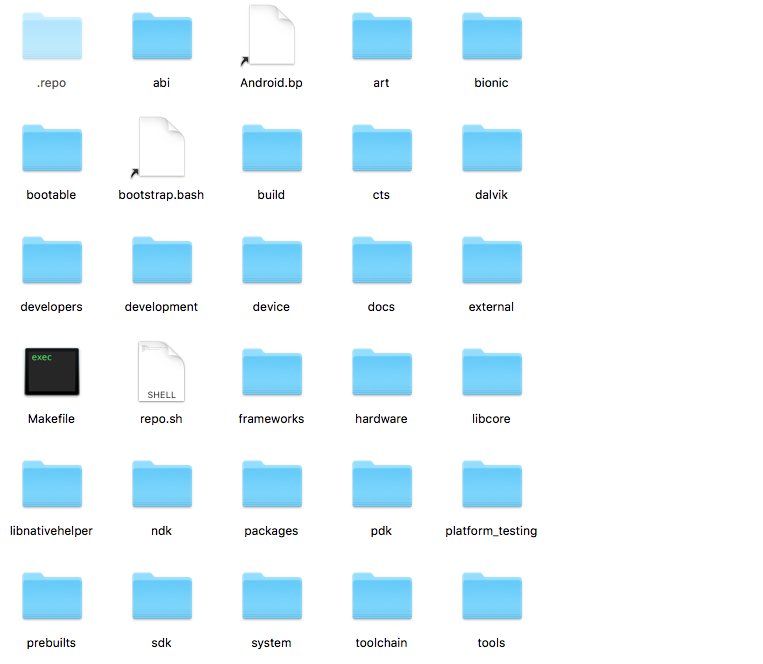 .repo abi Android.bp art bionic
bootable bootstrap.bash build cts dalvik
developers development device docs external
exec
SHELL
Makefile repo.sh frameworks hardware libcore
libnativehelper ndk packages pdk platform_testing
prebuilts sdk system toolchain tools